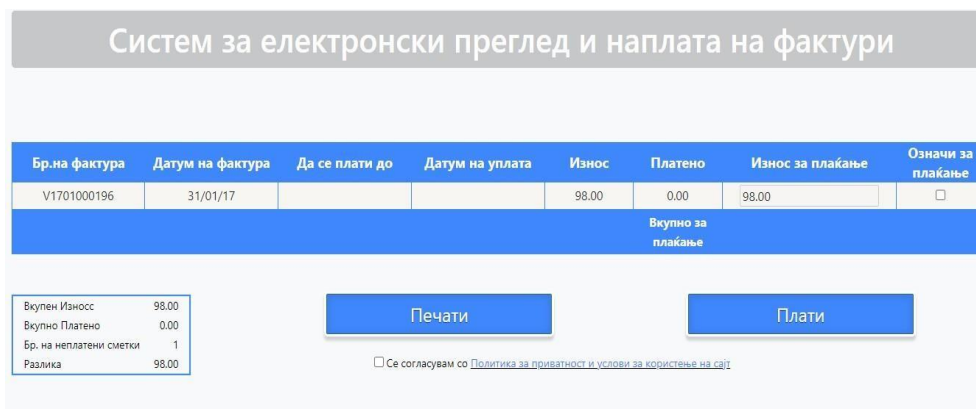 Систем за електронски преглед и наплата на фактури
Бр.на фактура Датум на фактура Да се плати до Датум на уплата Износ Платено Износ за плаќање Означи за плаќање
V1701000196 31/01/17 98.00 0.00 98.00
Вкупно за
плаќање
Вкупен Износс 98.00
Вкупно Платено 0.00
Бр. на неплатени сметки 1
Разлика 98.00
Печати Плати
Се согласувам со Политика за приватност и услови за користење на сајт